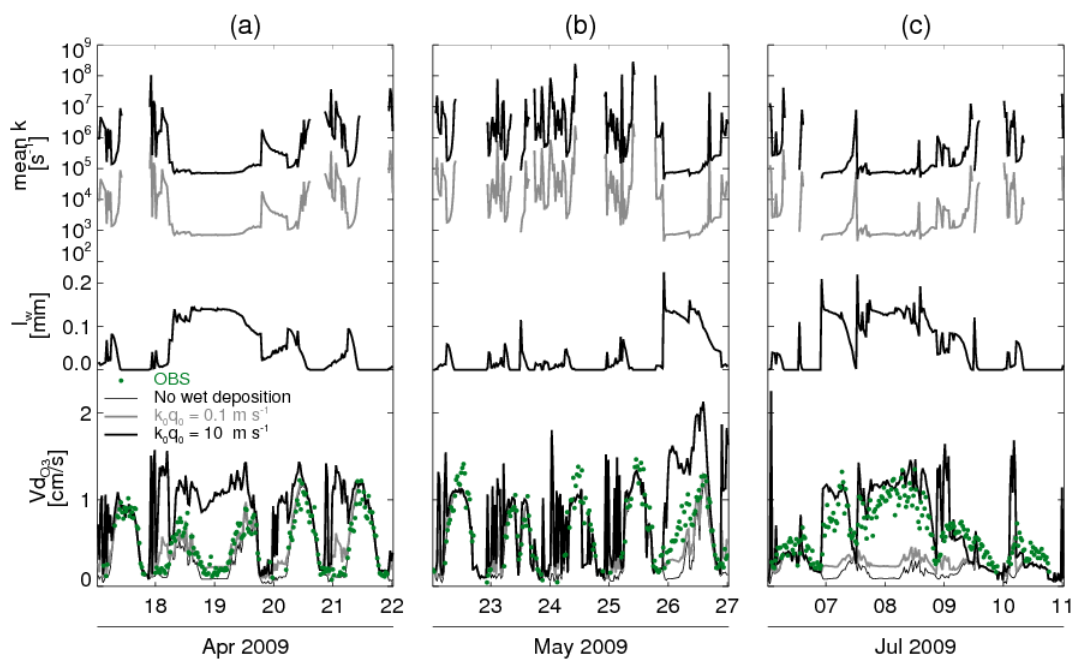 (a) (b) (c)
10⁹
10⁸
10⁷
10⁶
10⁵
10⁴
10³
10²
mean k
[s⁻¹]
0.2
0.1
0.0
l_w
[mm]
OBS
No wet deposition
k₀q₀ = 0.1 m s⁻¹
k₀q₀ = 10 m s⁻¹
2
1
0
Vd_O₃
[cm/s]
18 19 20 21 22
23 24 25 26 27
07 08 09 10 11
Apr 2009 May 2009 Jul 2009